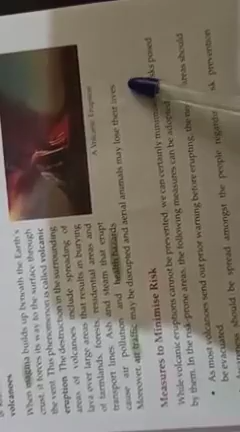 volcanoes
When magma builds up beneath the Earth's
crust, it forces its way to the surface through
the vent. This phenomenon is called volcanic
eruption. The destruction in the surrounding
areas of volcanoes include spreading of
lava over large areas that results in burying
of farmlands, forests, residential areas and
transport lines. Ash and steam that erupt
cause air pollution and health hazards.
Moreover, air traffic may be disrupted and aerial animals may lose their lives
A Volcanic Eruption
Measures to Minimise Risk
While volcanic eruptions cannot be prevented, we can certainly minimise risks posed
by them. In the risk-prone areas, the following measures can be adopted
• As most volcanoes send out prior warning before erupting, the areas should
be evacuated.
should be spread amongst the people prevention